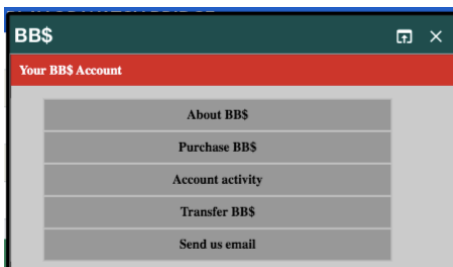 BB$
Your BB$ Account
About BB$
Purchase BB$
Account activity
Transfer BB$
Send us email